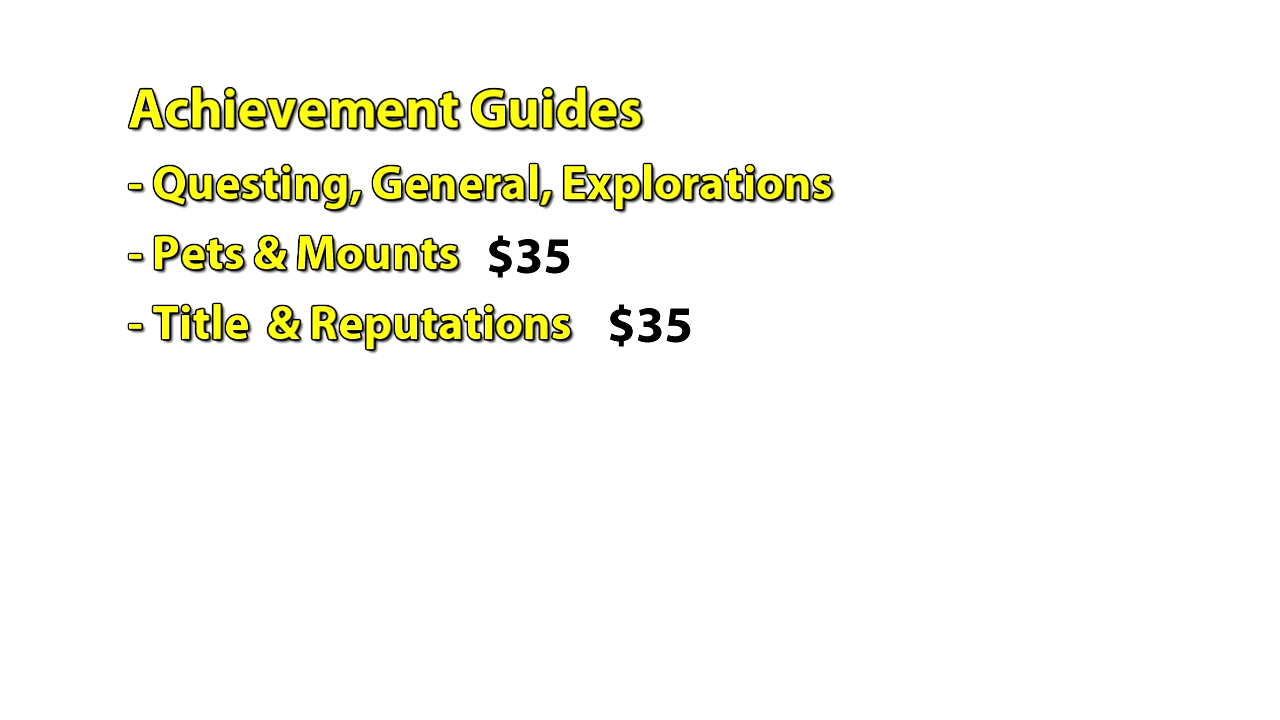 Achievement Guides
- Questing, General, Explorations
- Pets & Mounts $35
- Title & Reputations $35